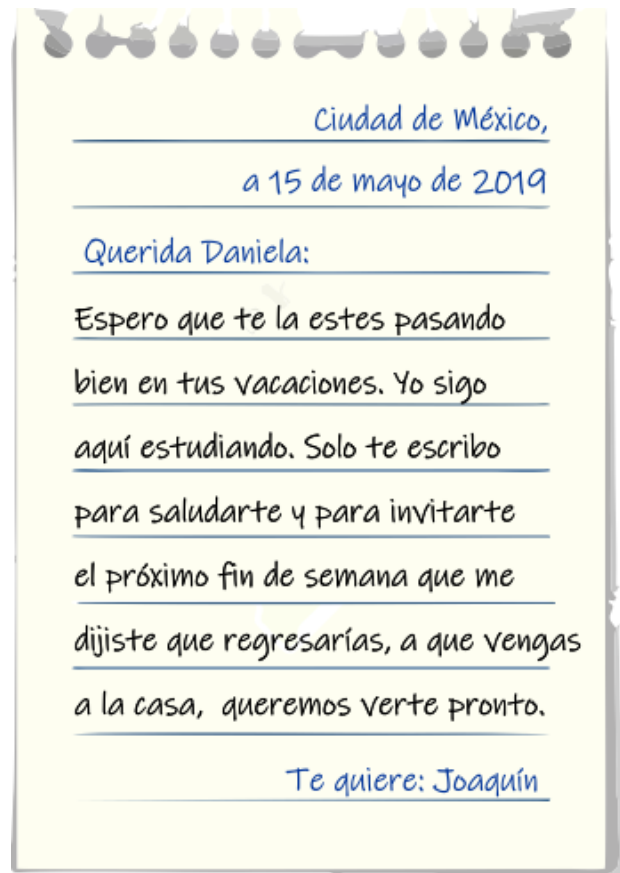 Ciudad de México,
a 15 de mayo de 2019
Querida Daniela:
Espero que te la estes pasando
bien en tus vacaciones. Yo sigo
aquí estudiando. Solo te escribo
para saludarte y para invitarte
el próximo fin de semana que me
dijiste que regresarías, a que vengas
a la casa, queremos verte pronto.
Te quiere: Joaquín